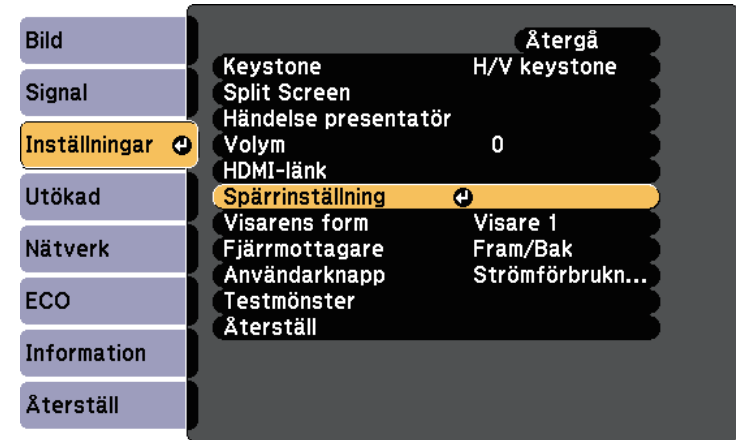 Bild
Signal
Inställningar
Utökad
Nätverk
ECO
Information
Återställ
Återgå
Keystone H/V keystone
Split Screen
Händelse presentatör
Volym 0
HDMI-länk
Spärrinställning
Visarens form Visare 1
Fjärrmottagare Fram/Bak
Användarknapp Strömförbrukn...
Testmönster
Återställ